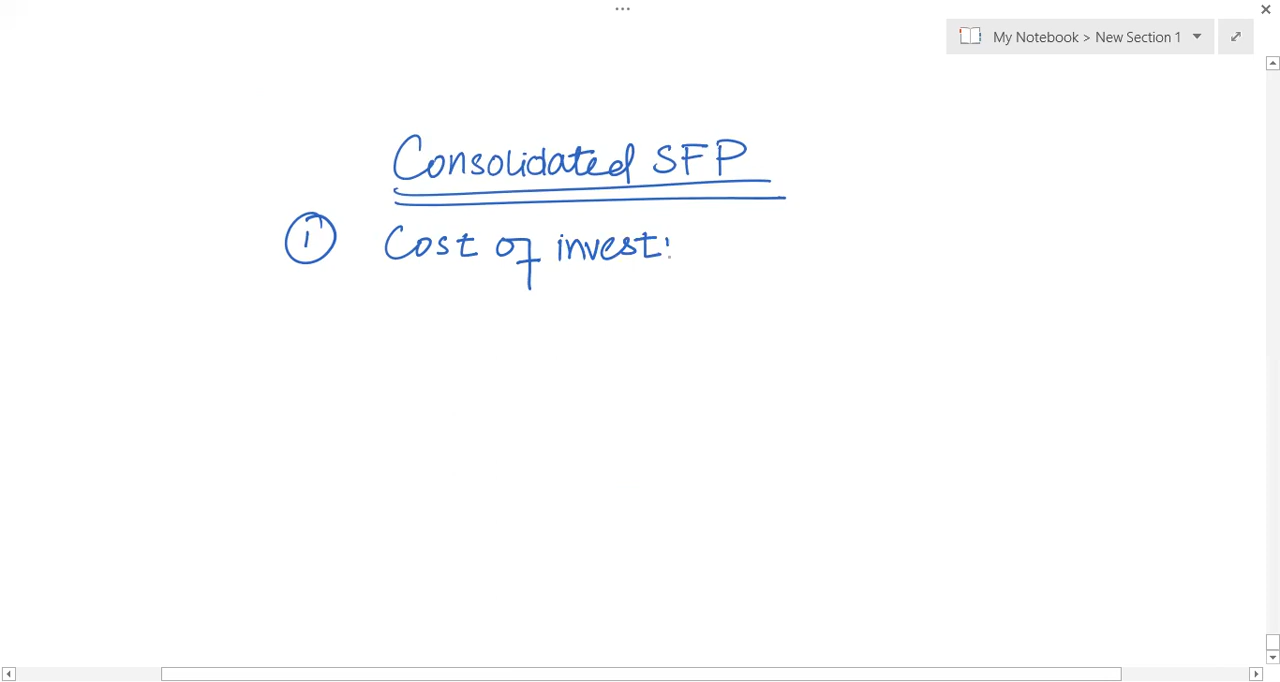 ...
My Notebook > New Section 1
Consolidated SFP
1 Cost of invest: